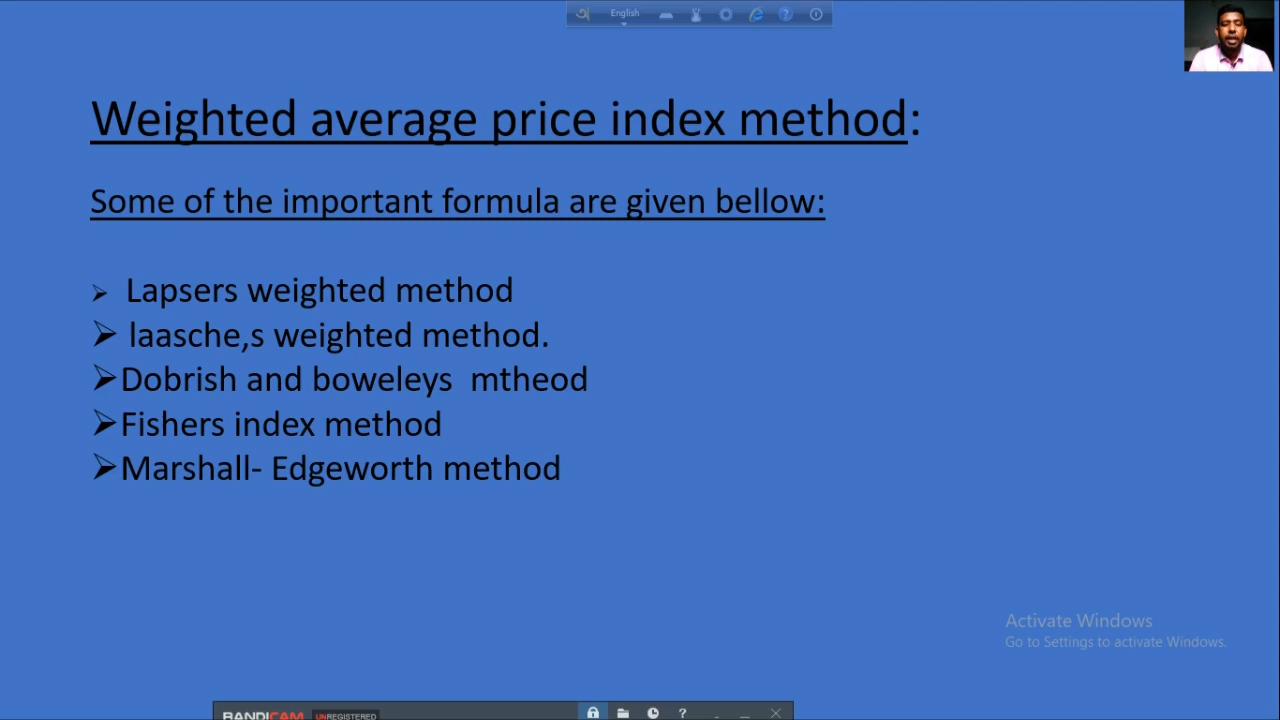 English
Weighted average price index method:
Some of the important formula are given bellow:
Lapsers weighted method
laasche,s weighted method.
Dobrish and boweleys mtheod
Fishers index method
Marshall- Edgeworth method
Activate Windows
Go to Settings to activate Windows.
BANDICAM UNREGISTERED